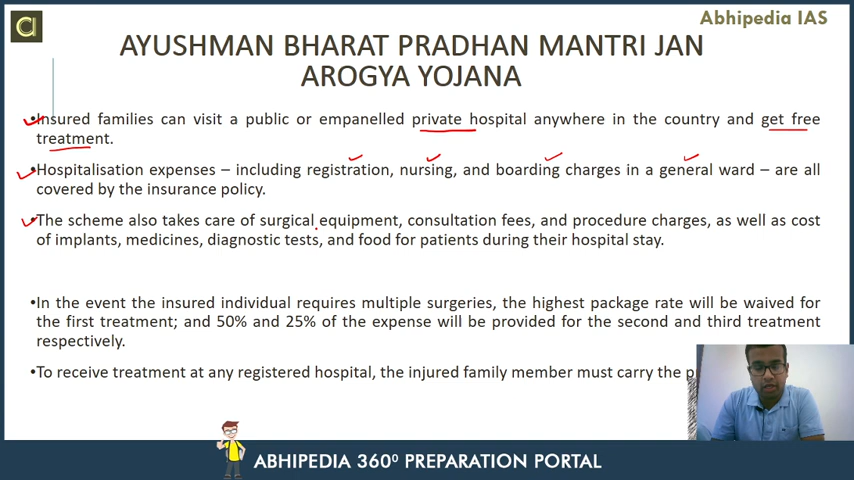 Abhipedia IAS
AYUSHMAN BHARAT PRADHAN MANTRI JAN
AROGYA YOJANA
•Insured families can visit a public or empanelled private hospital anywhere in the country and get free
treatment.
•Hospitalisation expenses – including registration, nursing, and boarding charges in a general ward – are all
covered by the insurance policy.
•The scheme also takes care of surgical equipment, consultation fees, and procedure charges, as well as cost
of implants, medicines, diagnostic tests, and food for patients during their hospital stay.
•In the event the insured individual requires multiple surgeries, the highest package rate will be waived for
the first treatment; and 50% and 25% of the expense will be provided for the second and third treatment
respectively.
•To receive treatment at any registered hospital, the injured family member must carry the
ABHIPEDIA 360⁰ PREPARATION PORTAL